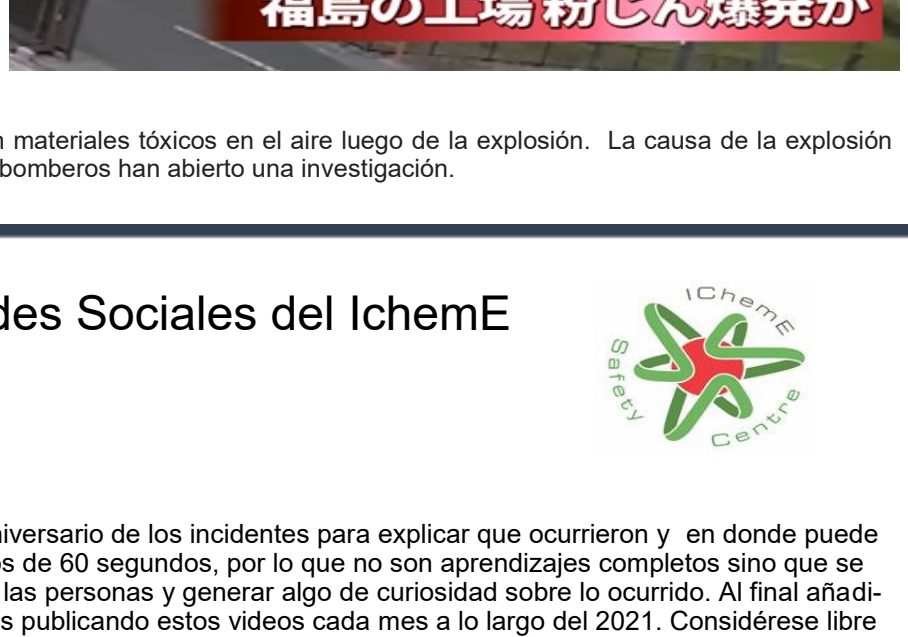 福島の工場 粉じん爆発か
materiales tóxicos en el aire luego de la explosión. La causa de la explosión
bomberos han abierto una investigación.
des Sociales del IchemE
IChemE
Safety
Centre
niversario de los incidentes para explicar que ocurrieron y en donde puede
os de 60 segundos, por lo que no son aprendizajes completos sino que se
las personas y generar algo de curiosidad sobre lo ocurrido. Al final añadi-
s publicando estos videos cada mes a lo largo del 2021. Considérese libre